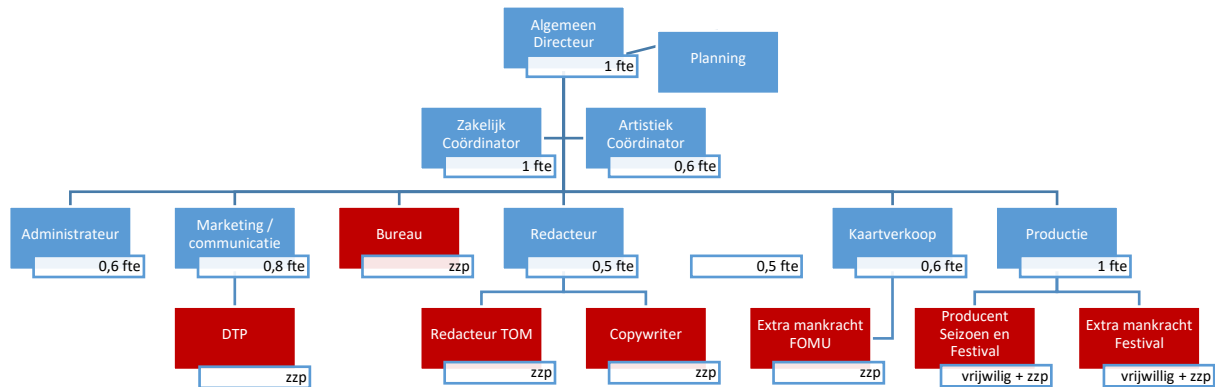 Algemeen
Directeur
1 fte
Planning
Zakelijk
Coördinator
1 fte
Artistiek
Coördinator
0,6 fte
Administrateur
0,6 fte
Marketing /
communicatie
0,8 fte
Bureau
zzp
Redacteur
0,5 fte
0,5 fte
Kaartverkoop
0,6 fte
Productie
1 fte
DTP
zzp
Redacteur TOM
zzp
Copywriter
zzp
Extra mankracht
FOMU
zzp
Producent
Seizoen en
Festival
vrijwilig + zzp
Extra mankracht
Festival
vrijwilig + zzp